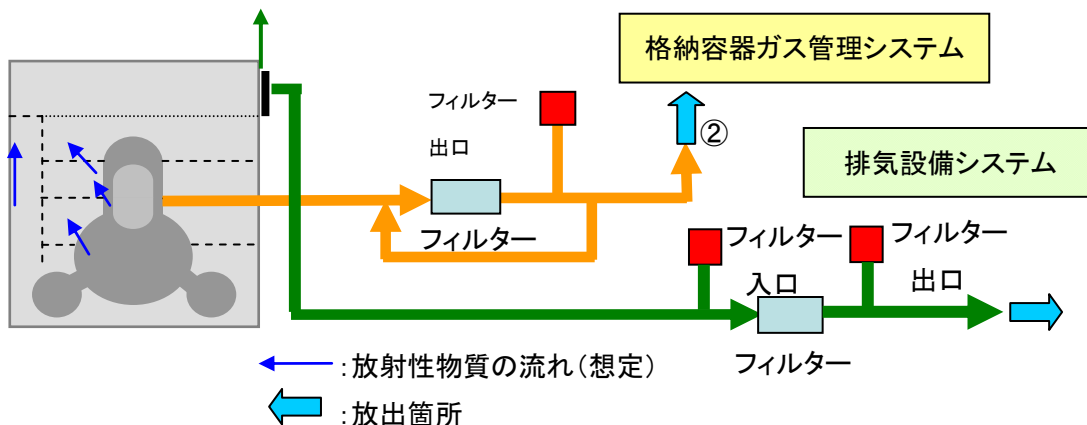 格納容器ガス管理システム
フィルター
出口
②
排気設備システム
フィルター
フィルター
入口
フィルター
出口
フィルター
:放射性物質の流れ(想定)
:放出箇所